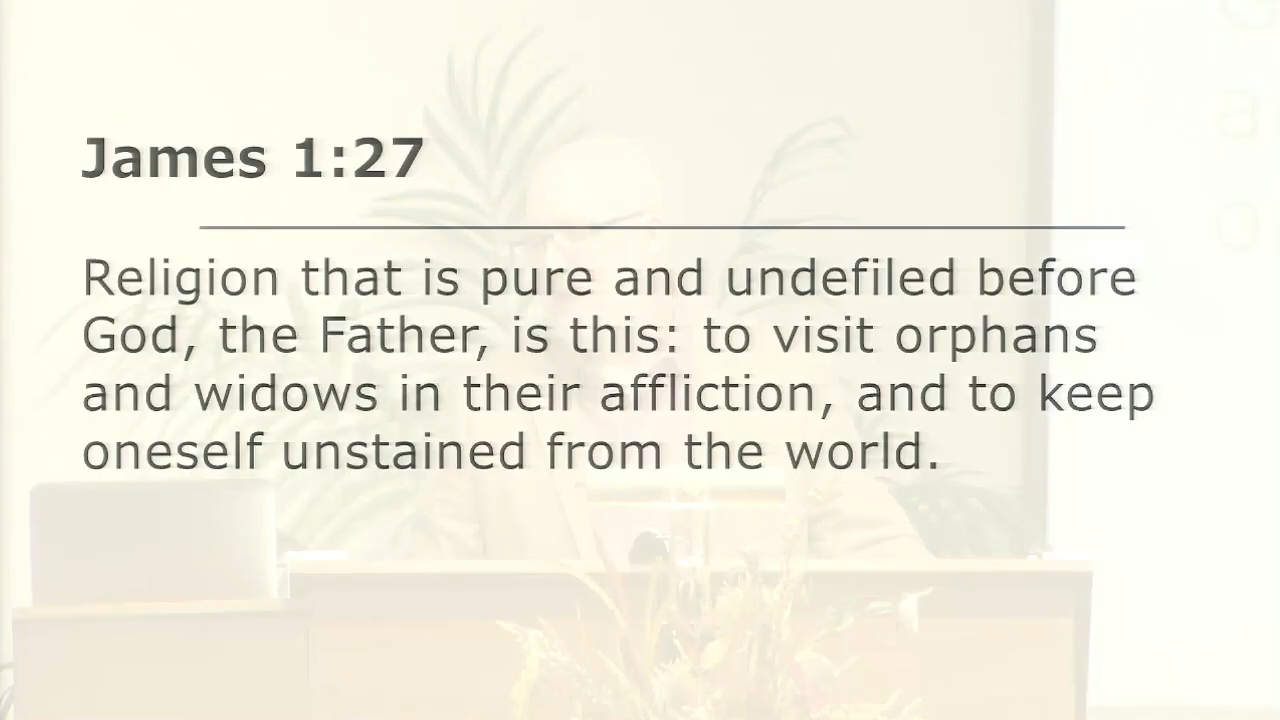 James 1:27
Religion that is pure and undefiled before
God, the Father, is this: to visit orphans
and widows in their affliction, and to keep
oneself unstained from the world.